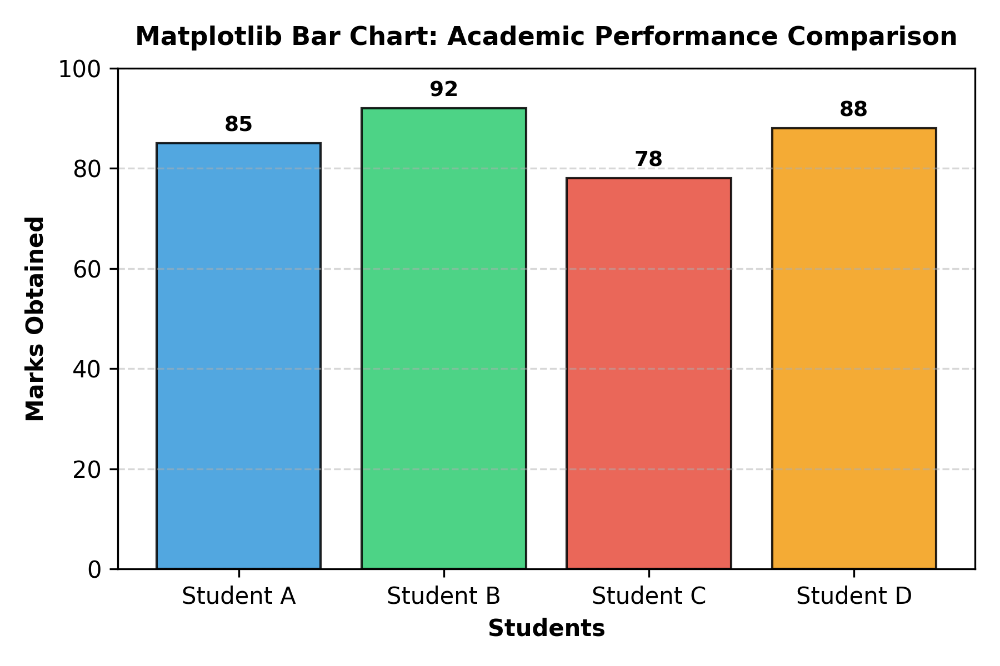 Matplotlib Bar Chart: Academic Performance Comparison
100
80
60
40
20
0
Marks Obtained
85
92
78
88
Student A
Student B
Student C
Student D
Students